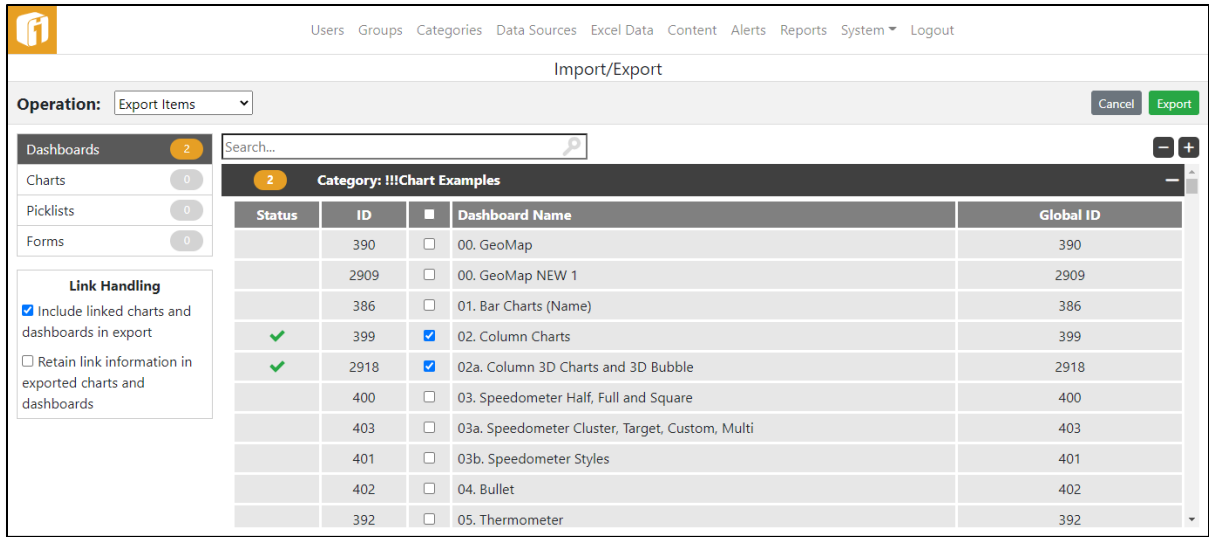 Users Groups Categories Data Sources Excel Data Content Alerts Reports System Logout
Import/Export
Operation: Export Items Cancel Export
Dashboards 2
Charts 0
Picklists 0
Forms 0
Link Handling
Include linked charts and
dashboards in export
Retain link information in
exported charts and
dashboards
Search...
2 Category: !!!Chart Examples
Status ID Dashboard Name Global ID
390 00. GeoMap 390
2909 00. GeoMap NEW 1 2909
386 01. Bar Charts (Name) 386
399 02. Column Charts 399
2918 02a. Column 3D Charts and 3D Bubble 2918
400 03. Speedometer Half, Full and Square 400
403 03a. Speedometer Cluster, Target, Custom, Multi 403
401 03b. Speedometer Styles 401
402 04. Bullet 402
392 05. Thermometer 392